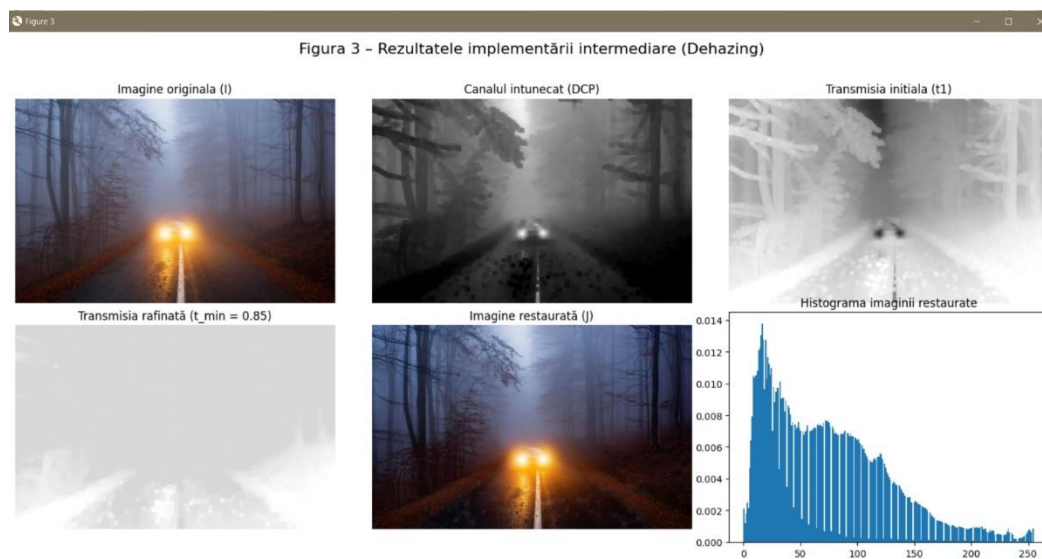 Figure 3
Figura 3 – Rezultatele implementării intermediare (Dehazing)
Imagine originala (I)
Canalul intunecat (DCP)
Transmisia initiala (t1)
Transmisia rafinată (t_min = 0.85)
Imagine restaurată (J)
Histograma imaginii restaurate
0.014
0.012
0.010
0.008
0.006
0.004
0.002
0.000
0 50 100 150 200 250